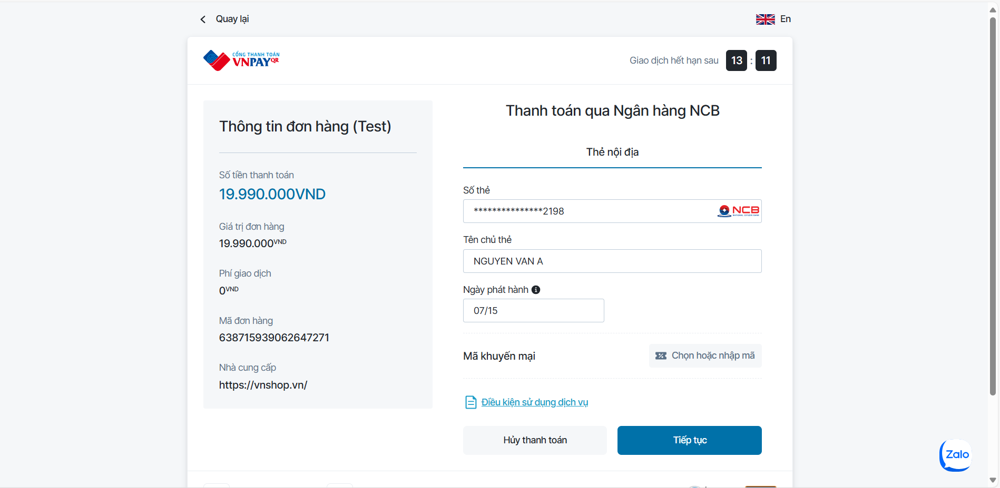 Quay lại
En
CỔNG THANH TOÁN
VNPAYQR
Giao dịch hết hạn sau 13 : 11
Thông tin đơn hàng (Test)
Số tiền thanh toán
19.990.000VND
Giá trị đơn hàng
19.990.000VND
Phí giao dịch
0VND
Mã đơn hàng
638715939062647271
Nhà cung cấp
https://vnshop.vn/
Thanh toán qua Ngân hàng NCB
Thẻ nội địa
Số thẻ
***************2198
NCB
NATIONAL CITIZEN BANK
Tên chủ thẻ
NGUYEN VAN A
Ngày phát hành
07/15
Mã khuyến mại
Chọn hoặc nhập mã
Điều kiện sử dụng dịch vụ
Hủy thanh toán
Tiếp tục
Zalo